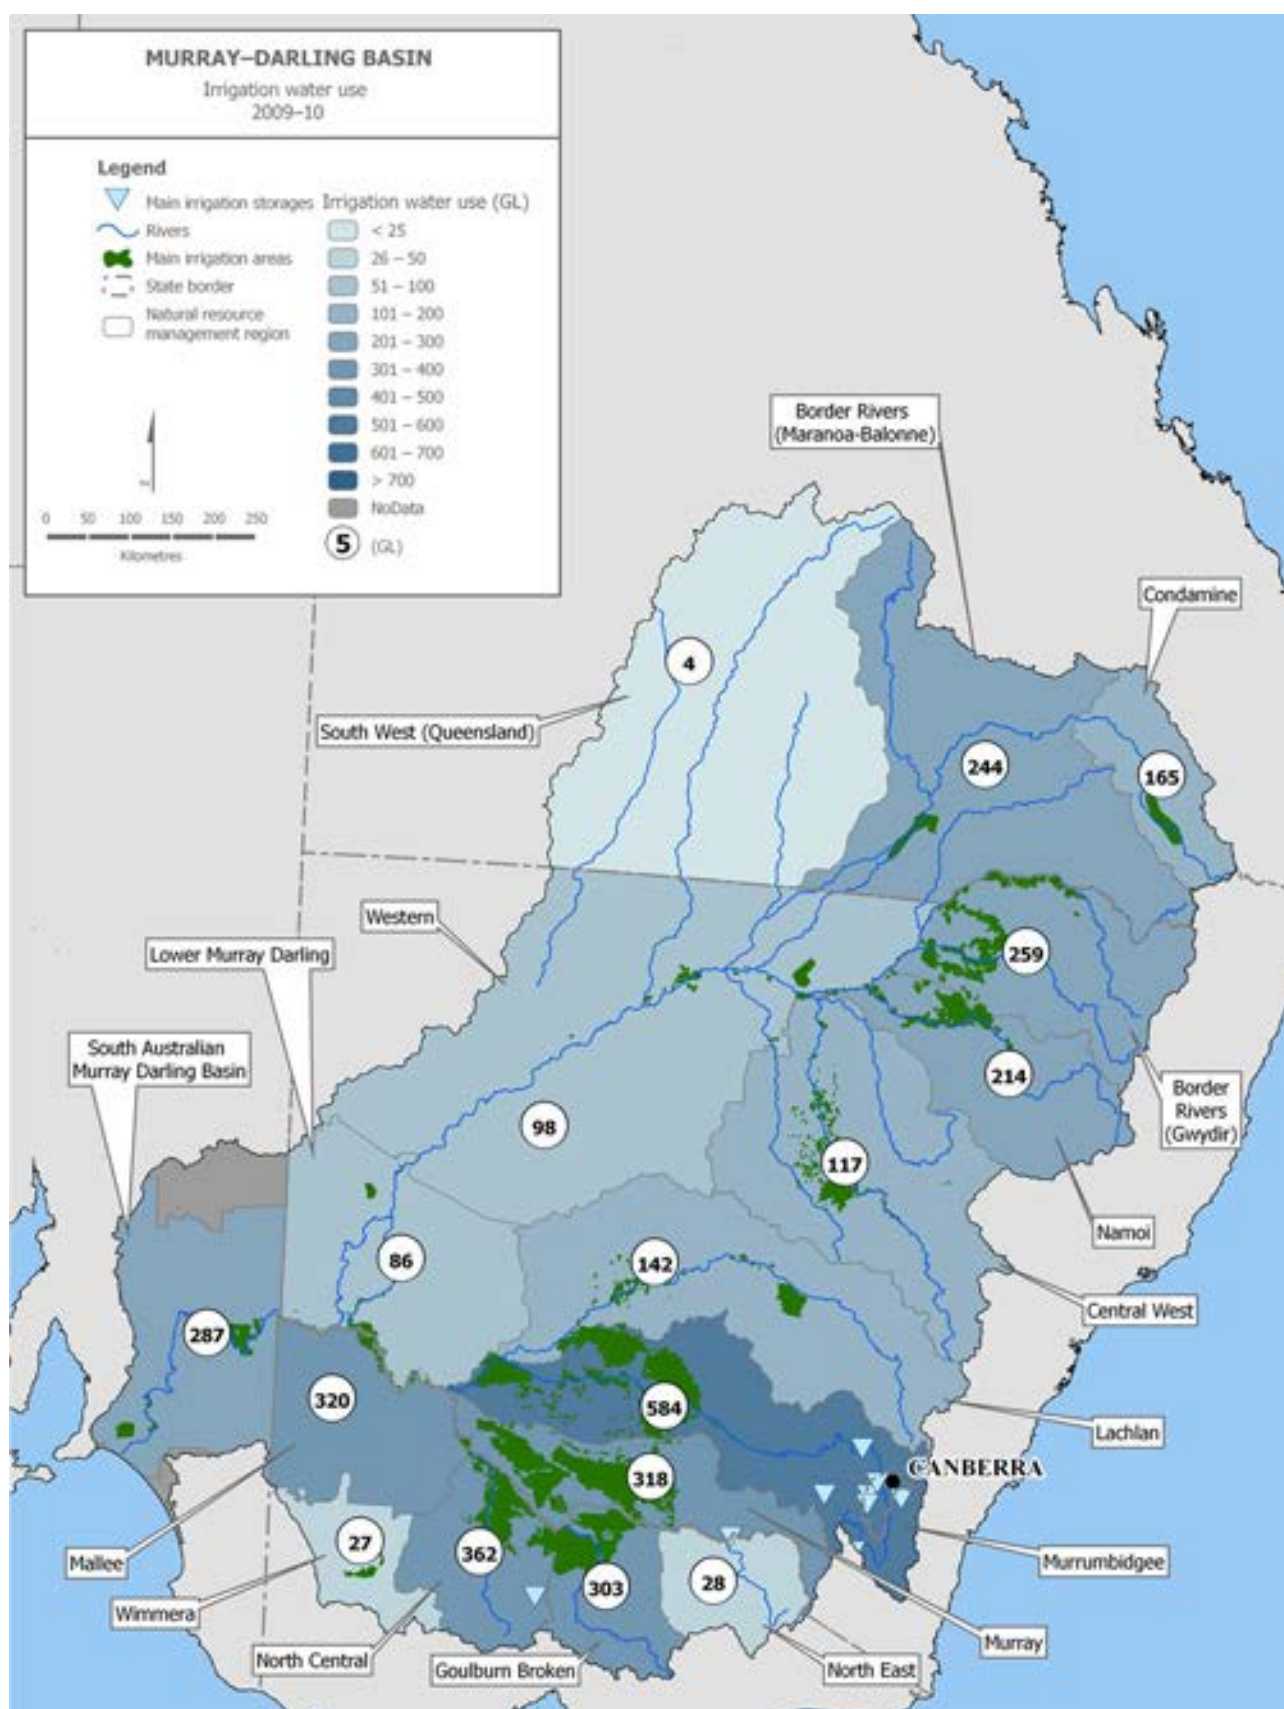 MURRAY–DARLING BASIN
Irrigation water use
2009–10
Legend
Main irrigation storages
Rivers
Main irrigation areas
State border
Natural resource
management region
Irrigation water use (GL)
< 25
26 – 50
51 – 100
101 – 200
201 – 300
301 – 400
401 – 500
501 – 600
601 – 700
> 700
NoData
5 (GL)
0 50 100 150 200 250
Kilometres
Border Rivers
(Maranoa-Balonne)
Condamine
4
South West (Queensland)
244
165
Western
Lower Murray Darling
259
South Australian
Murray Darling Basin
214
Border
Rivers
(Gwydir)
98
117
Namoi
86
142
Central West
287
320
584
Lachlan
318
CANBERRA
27
362
Mallee
303
28
Murrumbidgee
Wimmera
North Central
Goulburn Broken
North East
Murray